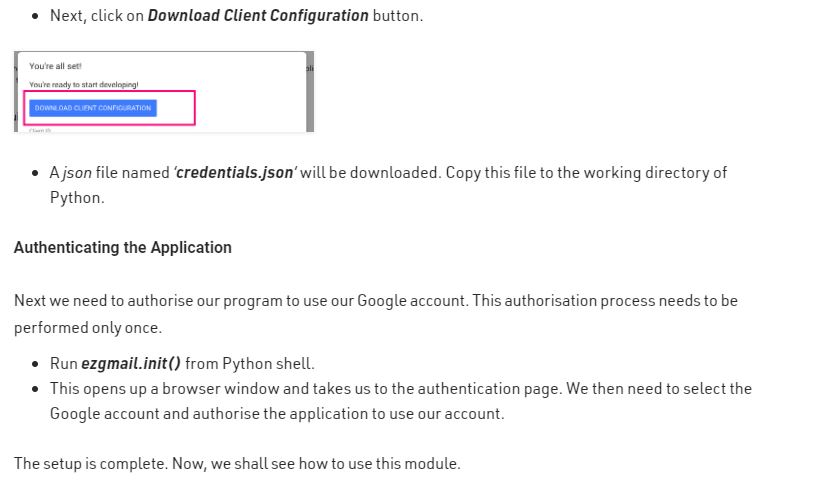 Next, click on Download Client Configuration button.
You're all set!
You're ready to start developing!
DOWNLOAD CLIENT CONFIGURATION
Client ID
A json file named 'credentials.json' will be downloaded. Copy this file to the working directory of
Python.
Authenticating the Application
Next we need to authorise our program to use our Google account. This authorisation process needs to be
performed only once.
Run ezgmail.init() from Python shell.
This opens up a browser window and takes us to the authentication page. We then need to select the
Google account and authorise the application to use our account.
The setup is complete. Now, we shall see how to use this module.